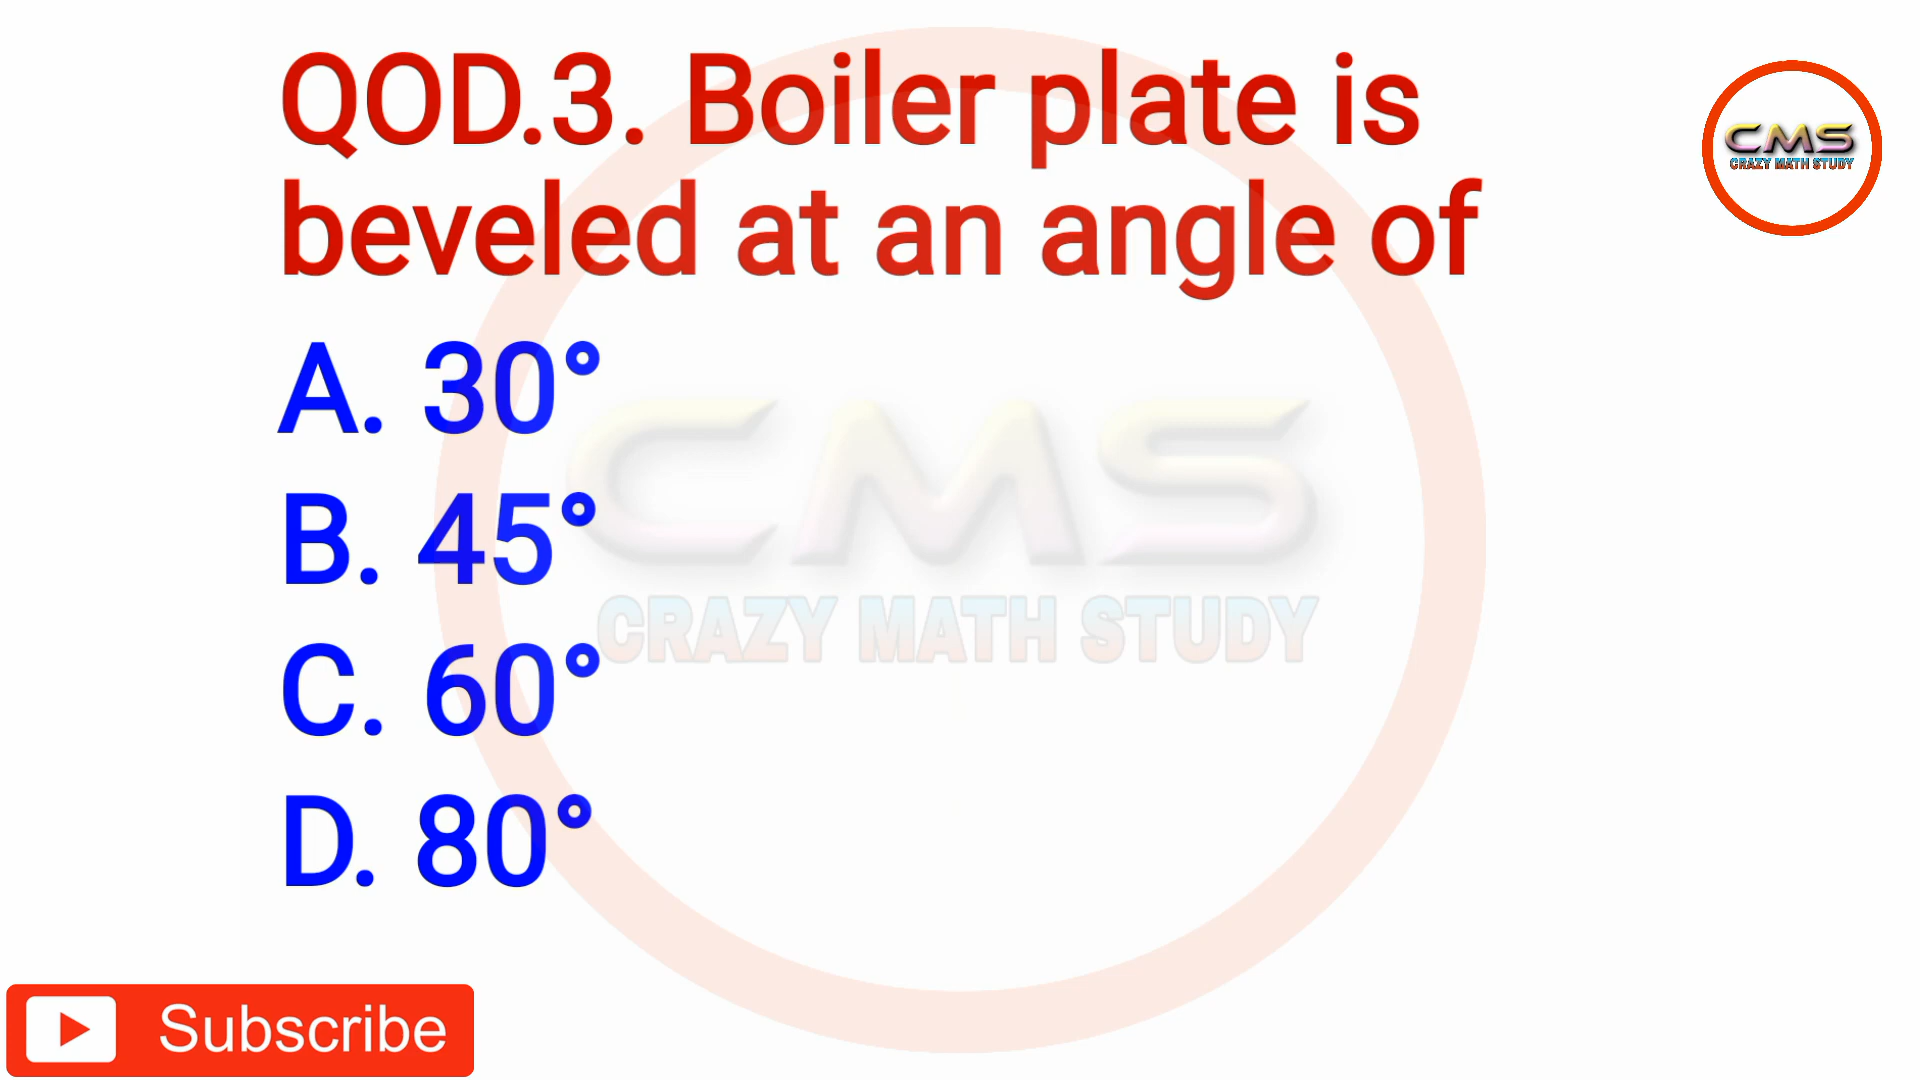 QOD.3. Boiler plate is
beveled at an angle of
A. 30°
B. 45°
C. 60°
D. 80°
CMS
CRAZY MATH STUDY
CMS
CRAZY MATH STUDY
Subscribe